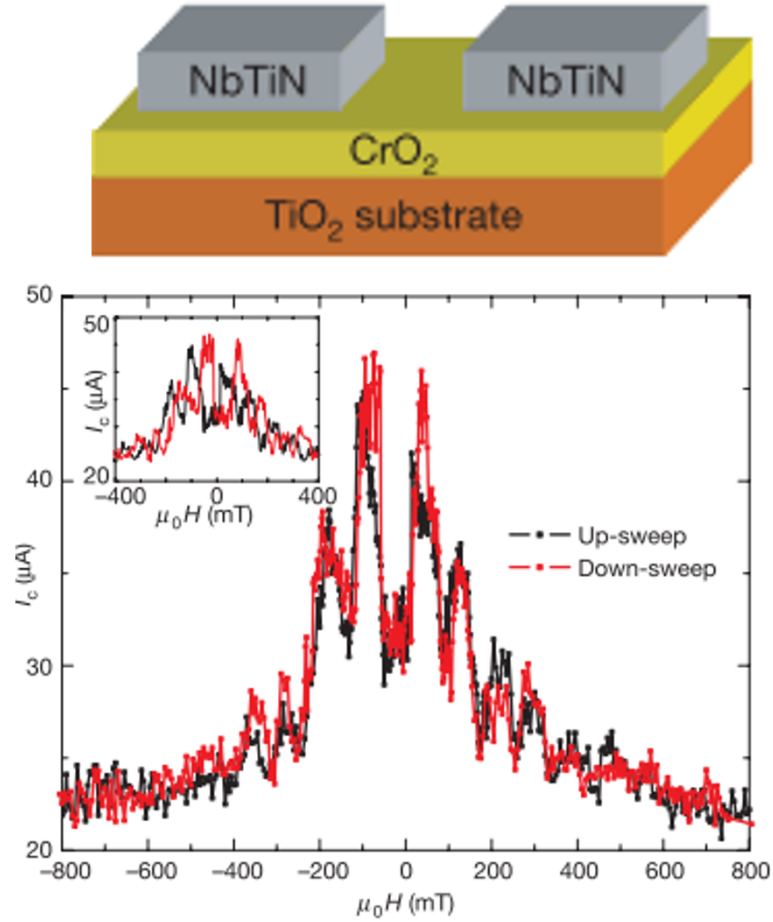 NbTiN NbTiN
CrO₂
TiO₂ substrate
50
50
I_c (μA)
20
−400 0 400
μ₀H (mT)
40
Up-sweep
Down-sweep
I_c (μA)
30
20
−800 −600 −400 −200 0 200 400 600 800
μ₀H (mT)